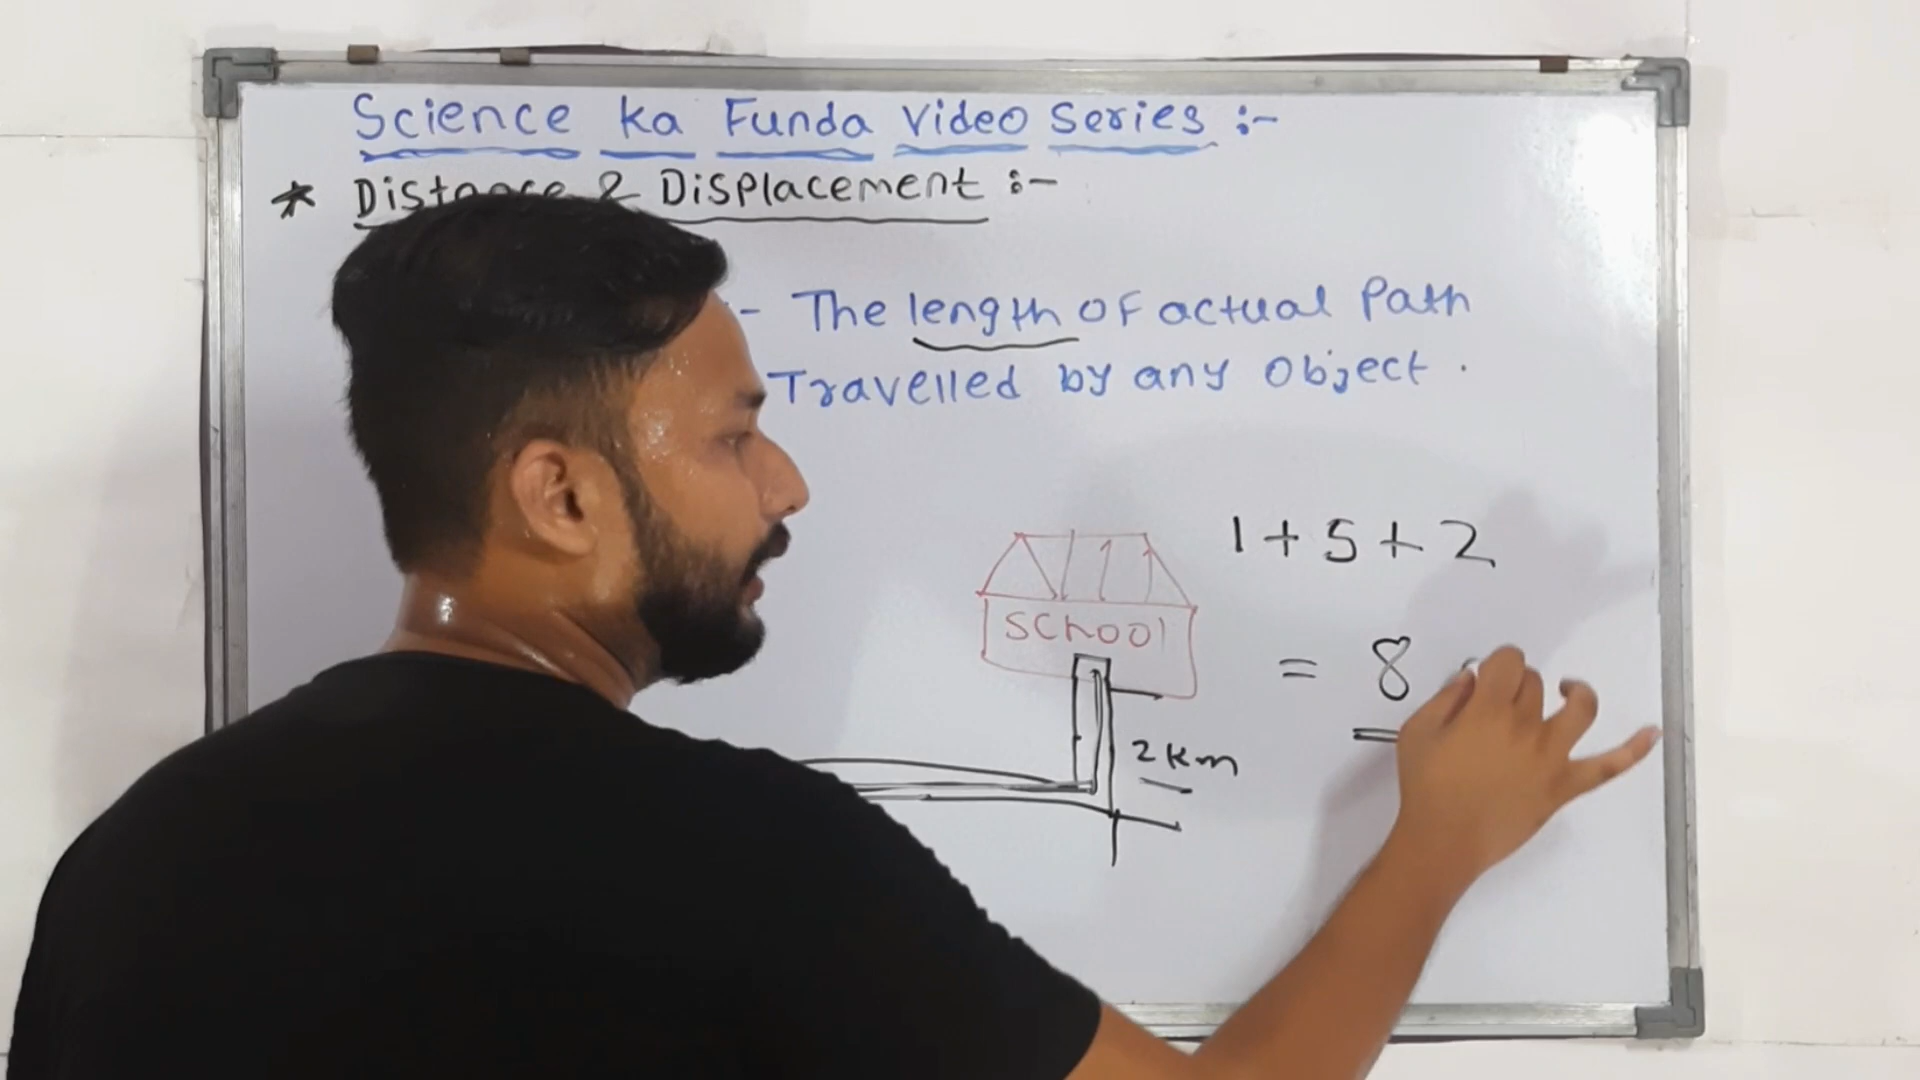 Science ka Funda Video Series :-
* Distance & Displacement :-
- The length of actual Path
Travelled by any object .
1 + 5 + 2
School
= 8
2 km